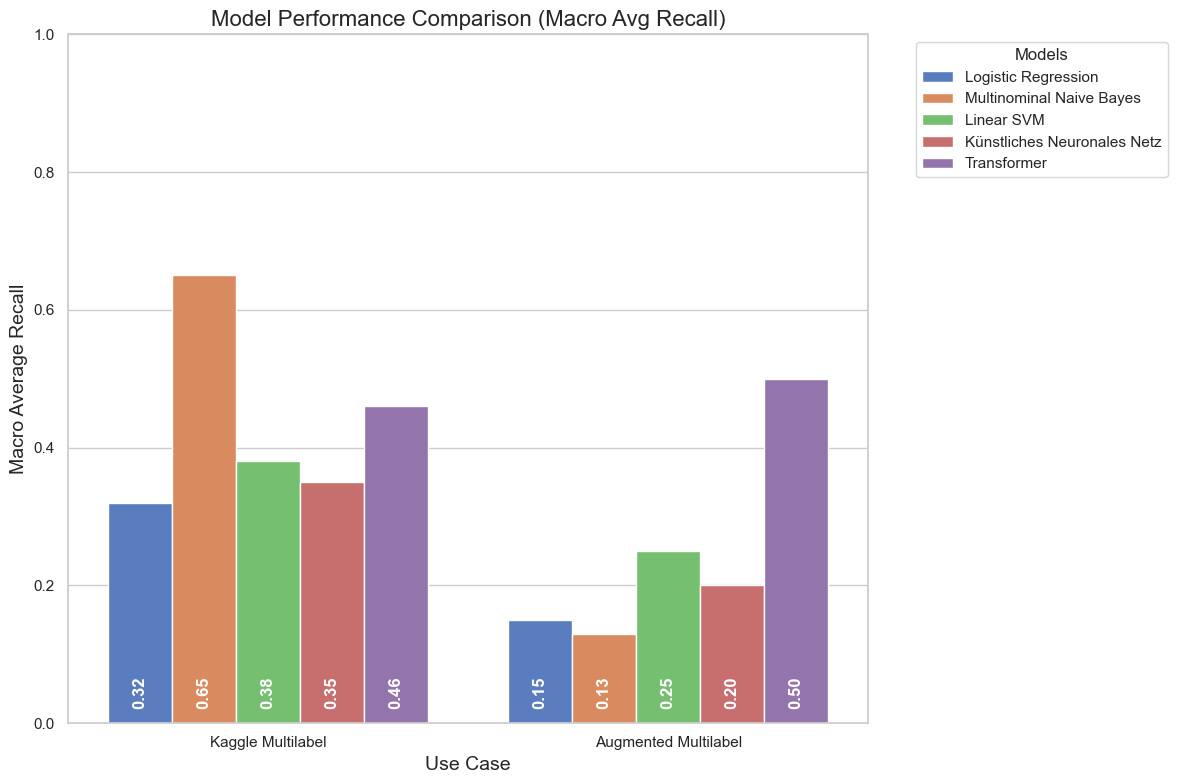 Model Performance Comparison (Macro Avg Recall)
Macro Average Recall
1.0
0.8
0.6
0.4
0.2
0.0
0.32
0.65
0.38
0.35
0.46
0.15
0.13
0.25
0.20
0.50
Kaggle Multilabel
Augmented Multilabel
Use Case
Models
Logistic Regression
Multinominal Naive Bayes
Linear SVM
Künstliches Neuronales Netz
Transformer